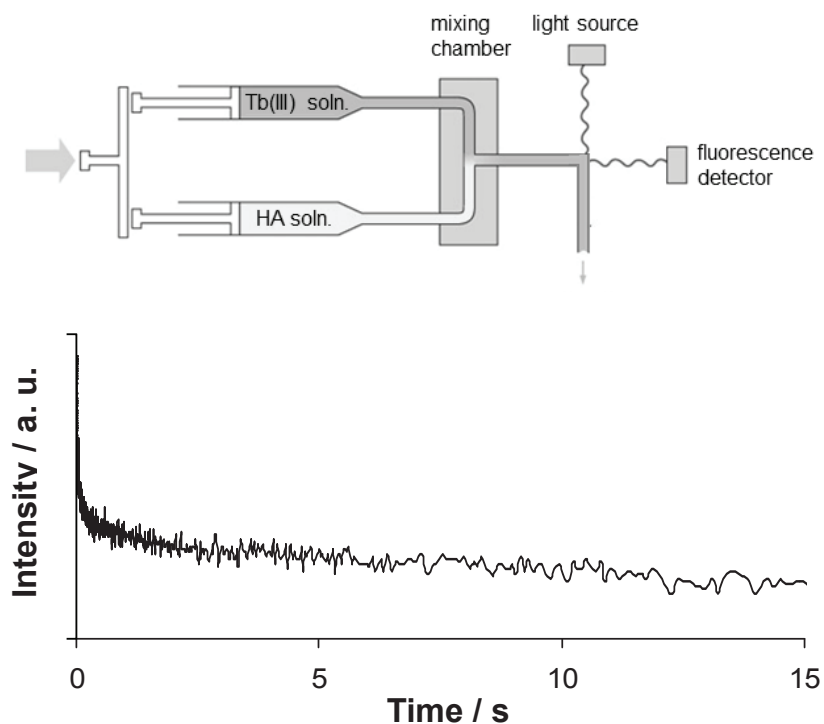 mixing
chamber
light source
Tb(III) soln.
fluorescence
detector
HA soln.
Intensity / a. u.
0
5
10
15
Time / s